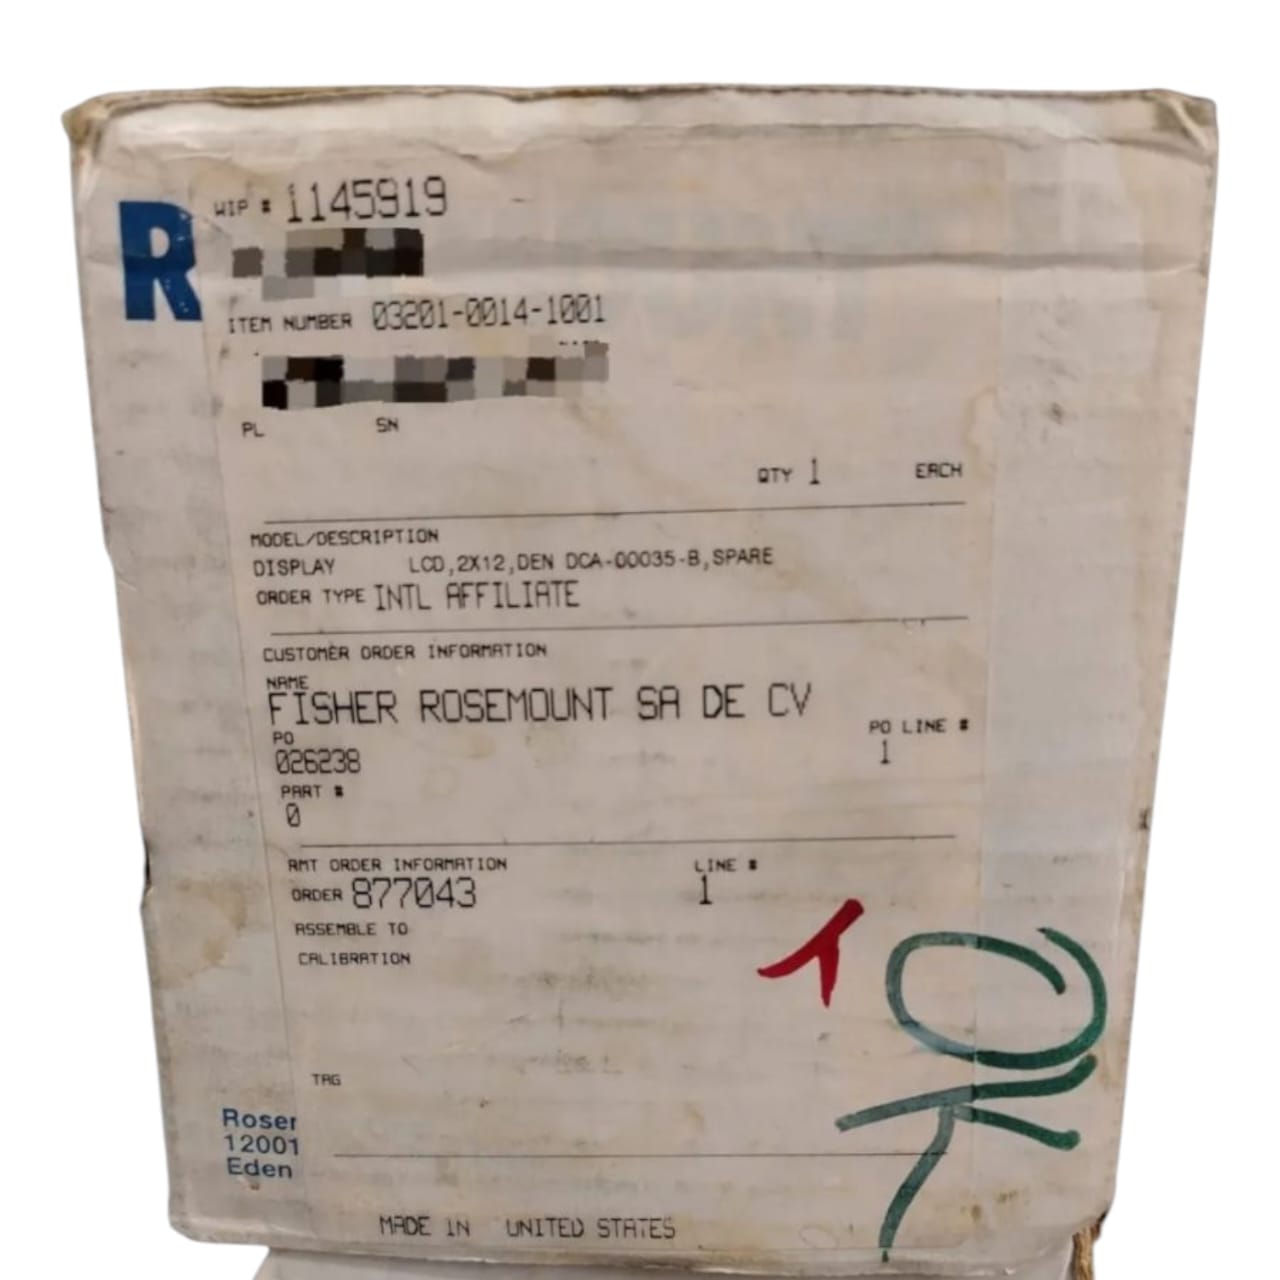 R
WIP # 1145919
ITEM NUMBER 03201-0014-1001
PL SN
QTY 1 EACH
MODEL/DESCRIPTION
DISPLAY LCD,2X12,DEN DCA-00035-B,SPARE
ORDER TYPE INTL AFFILIATE
CUSTOMER ORDER INFORMATION
NAME
FISHER ROSEMOUNT SA DE CV
PO PO LINE #
026238 1
PART #
0
RMT ORDER INFORMATION LINE #
ORDER 877043 1
ASSEMBLE TO
CALIBRATION
1
OK
TAG
Roser
12001
Eden
MADE IN UNITED STATES